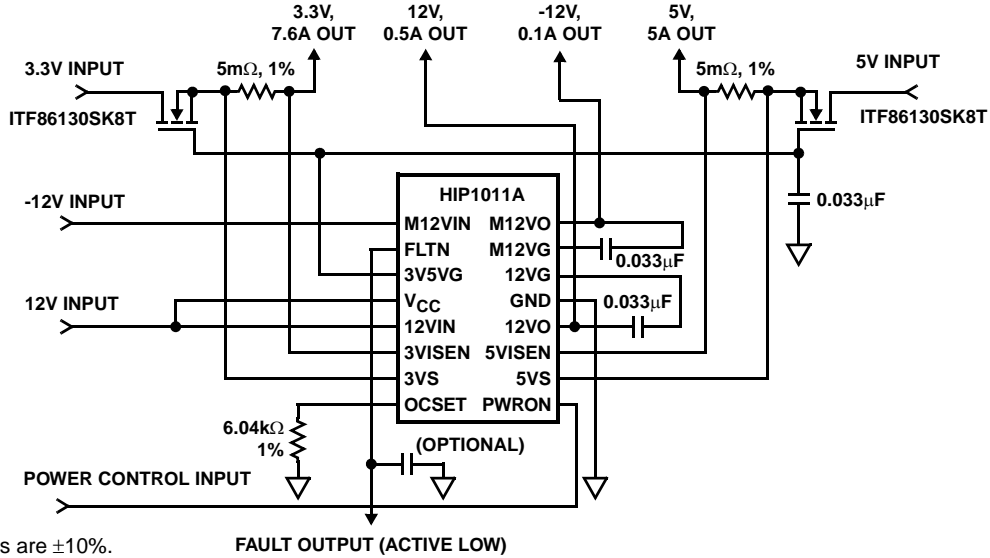 3.3V,
7.6A OUT
12V,
0.5A OUT
-12V,
0.1A OUT
5V,
5A OUT
3.3V INPUT
5mΩ, 1%
5mΩ, 1%
5V INPUT
ITF86130SK8T
ITF86130SK8T
HIP1011A
-12V INPUT
0.033µF
M12VIN M12VO
FLTN M12VG
0.033µF
3V5VG 12VG
12V INPUT
VCC GND
0.033µF
12VIN 12VO
3VISEN 5VISEN
3VS 5VS
OCSET PWRON
6.04kΩ
1%
(OPTIONAL)
POWER CONTROL INPUT
s are ±10%.
FAULT OUTPUT (ACTIVE LOW)